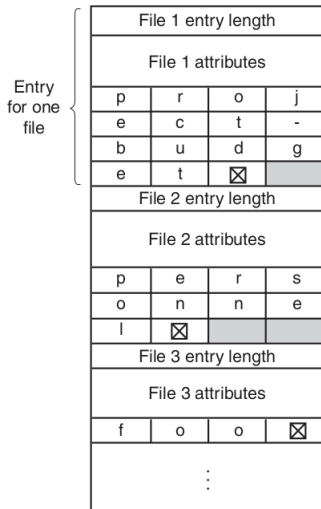 File 1 entry length
Entry
for one
file
File 1 attributes
p r o j
e c t -
b u d g
e t ☒
File 2 entry length
File 2 attributes
p e r s
o n n e
l ☒
File 3 entry length
File 3 attributes
f o o ☒
⋮